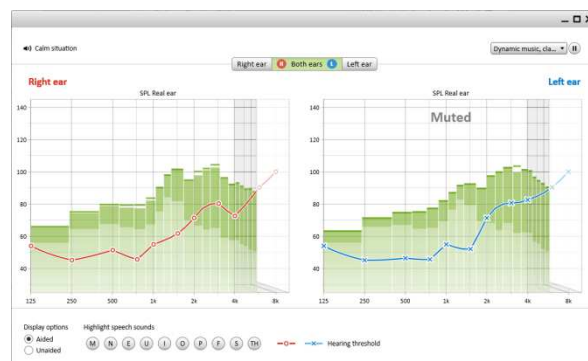 Calm situation
Dynamic music, cla...
Right ear R Both ears L Left ear
Right ear
Left ear
SPL Real ear
SPL Real ear
Muted
140
120
100
80
60
40
125 250 500 1k 2k 4k 8k
140
120
100
80
60
40
125 250 500 1k 2k 4k 8k
Display options
Aided
Unaided
Highlight speech sounds
M N E U I O P F S TH
Hearing threshold